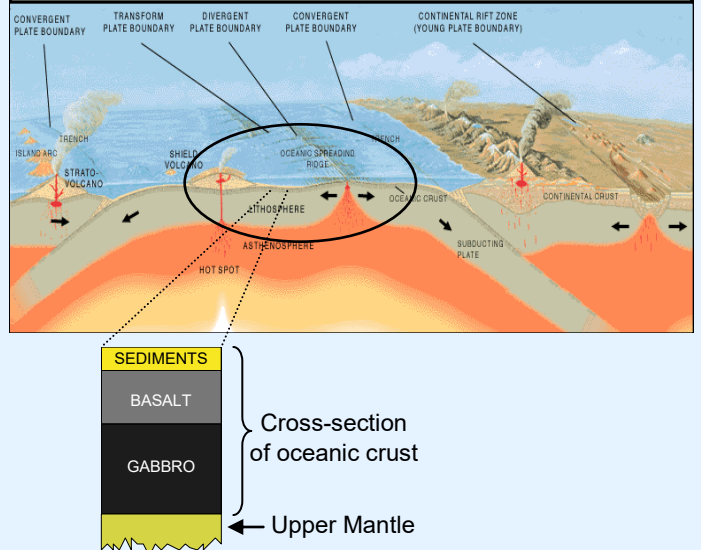 CONVERGENT
PLATE BOUNDARY
TRANSFORM
PLATE BOUNDARY
DIVERGENT
PLATE BOUNDARY
CONVERGENT
PLATE BOUNDARY
CONTINENTAL RIFT ZONE
(YOUNG PLATE BOUNDARY)
TRENCH
ISLAND ARC
STRATO-
VOLCANO
SHIELD
VOLCANO
OCEANIC SPREADING
RIDGE
TRENCH
OCEANIC CRUST
CONTINENTAL CRUST
LITHOSPHERE
ASTHENOSPHERE
HOT SPOT
SUBDUCTING
PLATE
SEDIMENTS
BASALT
GABBRO
Cross-section
of oceanic crust
Upper Mantle